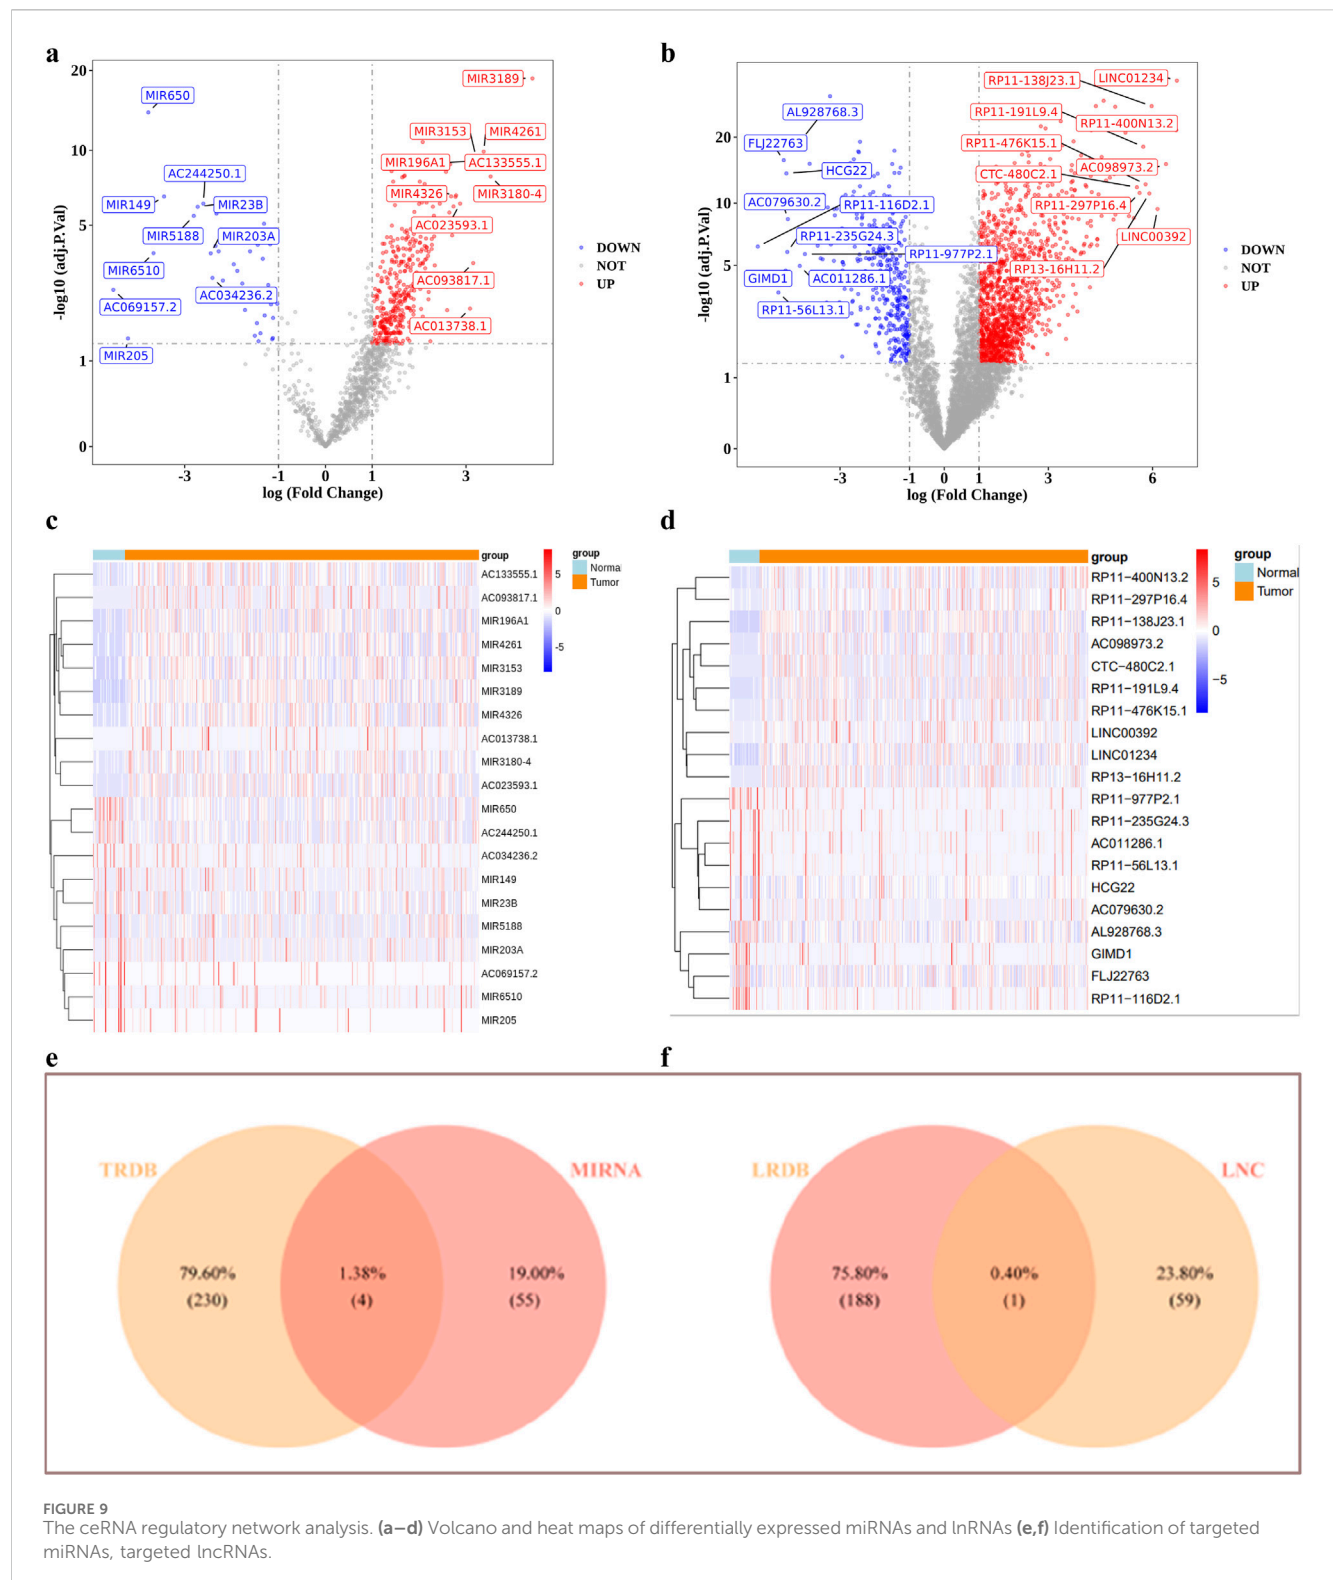 a
20
10
5
1
0
-3
0
1
3
-log10 (adj.P.Val)
log (Fold Change)
MIR650
MIR3189
MIR3153
MIR4261
MIR196A1
AC133555.1
AC244250.1
MIR149
MIR23B
MIR4326
MIR3180-4
AC023593.1
MIR5188
MIR203A
MIR6510
AC034236.2
AC093817.1
AC069157.2
AC013738.1
MIR205
DOWN
NOT
UP
b
20
10
5
1
0
-3
-1
0
1
3
6
-log10 (adj.P.Val)
log (Fold Change)
RP11-138J23.1
LINC01234
AL928768.3
RP11-191L9.4
RP11-400N13.2
FLJ22763
RP11-476K15.1
HCG22
AC098973.2
CTC-480C2.1
AC079630.2
RP11-116D2.1
RP11-297P16.4
RP11-235G24.3
LINC00392
RP11-977P2.1
RP13-16H11.2
GIMD1
AC011286.1
RP11-56L13.1
DOWN
NOT
UP
c
group
AC133555.1
AC093817.1
MIR196A1
MIR4261
MIR3153
MIR3189
MIR4326
AC013738.1
MIR3180-4
AC023593.1
MIR650
AC244250.1
AC034236.2
MIR149
MIR23B
MIR5188
MIR203A
AC069157.2
MIR6510
MIR205
5
0
-5
group
Normal
Tumor
d
group
RP11-400N13.2
RP11-297P16.4
RP11-138J23.1
AC098973.2
CTC-480C2.1
RP11-191L9.4
RP11-476K15.1
LINC00392
LINC01234
RP13-16H11.2
RP11-977P2.1
RP11-235G24.3
AC011286.1
RP11-56L13.1
HCG22
AC079630.2
AL928768.3
GIMD1
FLJ22763
RP11-116D2.1
5
0
-5
group
Normal
Tumor
e
TRDB
MIRNA
79.60%
(230)
1.38%
(4)
19.00%
(55)
f
LRDB
LNC
75.80%
(188)
0.40%
(1)
23.80%
(59)
FIGURE 9
The ceRNA regulatory network analysis. (a–d) Volcano and heat maps of differentially expressed miRNAs and lnRNAs (e,f) Identification of targeted
miRNAs, targeted lncRNAs.